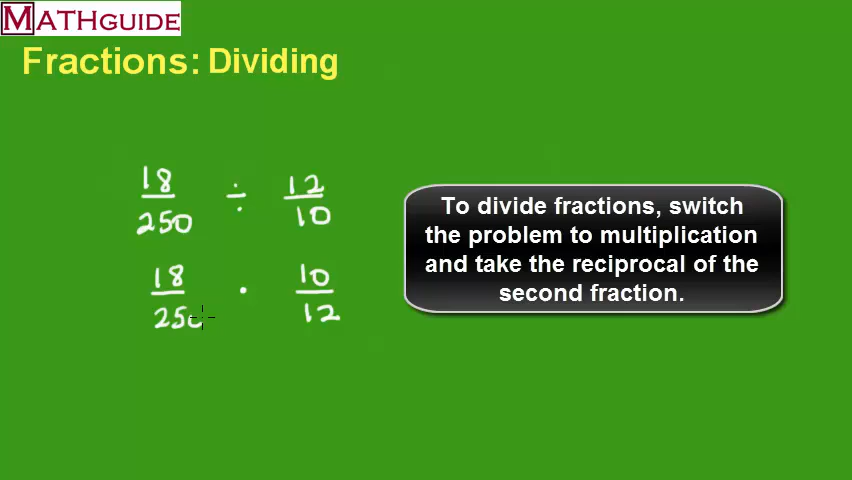 MATHGUIDE
Fractions: Dividing
18/250 ÷ 12/10
18/250 · 10/12
To divide fractions, switch
the problem to multiplication
and take the reciprocal of the
second fraction.